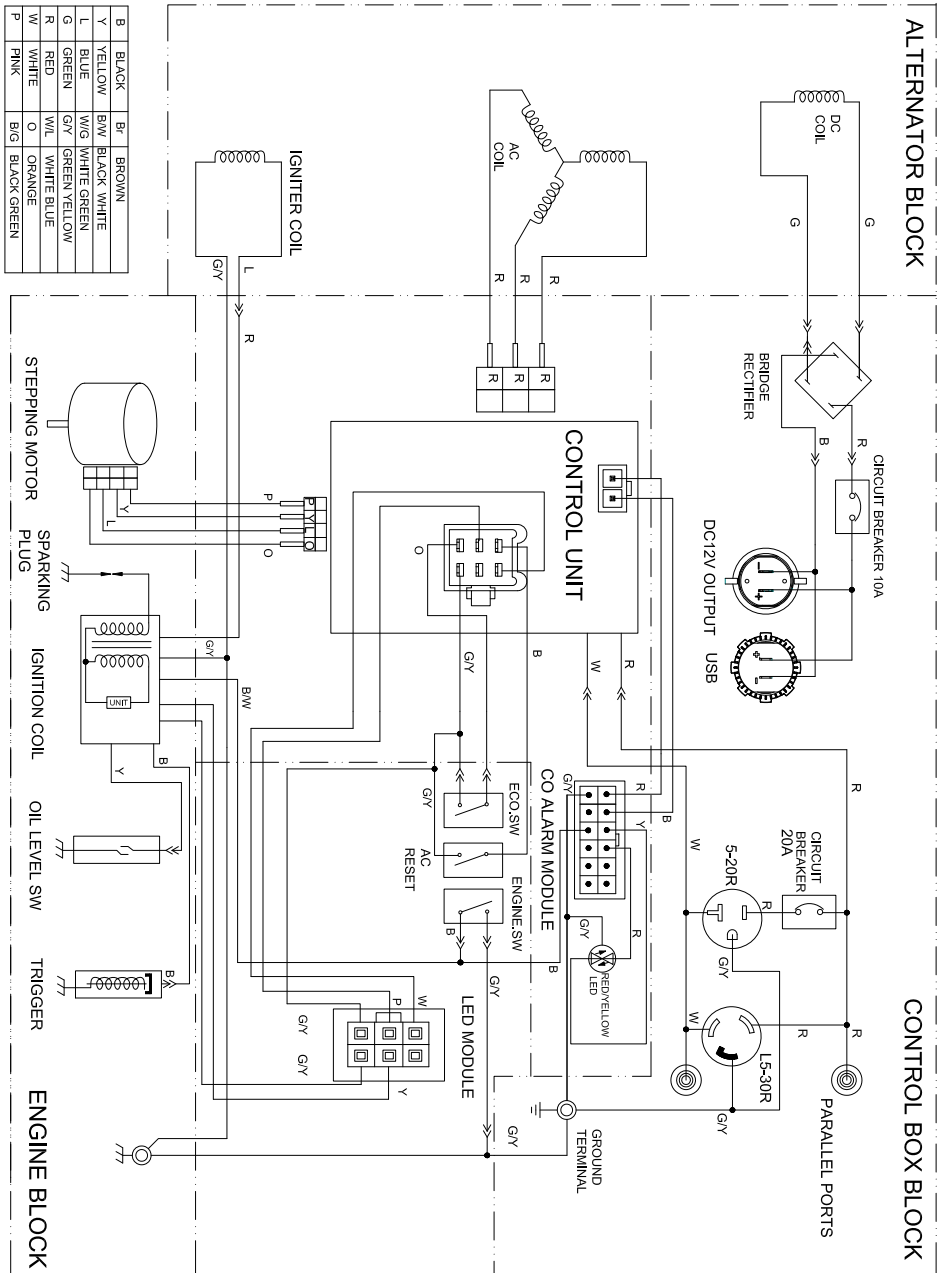 ALTERNATOR BLOCK
CONTROL BOX BLOCK
ENGINE BLOCK
DC
COIL
G
G
BRIDGE
RECTIFIER
R
B
CIRCUIT BREAKER 10A
DC12V OUTPUT
USB
-
+
+
-
AC
COIL
R
R
R
R
R
R
CONTROL UNIT
O
G/Y
B
W
R
R
CIRCUIT
BREAKER
20A
R
W
5-20R
G/Y
W
R
R
L5-30R
G/Y
PARALLEL PORTS
GROUND
TERMINAL
CO ALARM MODULE
G/Y
R
B
Y
R
G/Y
RED/YELLOW
LED
B
ECO.SW
AC
RESET
G/Y
ENGINE.SW
B
G/Y
G/Y
LED MODULE
W
P
G/Y
G/Y
Y
IGNITER COIL
L
G/Y
R
STEPPING MOTOR
P
Y
L
O
P
Y
L
O
SPARKING
PLUG
IGNITION COIL
UNIT
G/Y
B/W
B
Y
OIL LEVEL SW
TRIGGER
B
B BLACK Br BROWN
Y YELLOW B/W BLACK WHITE
L BLUE W/G WHITE GREEN
G GREEN G/Y GREEN YELLOW
R RED W/L WHITE BLUE
W WHITE O ORANGE
P PINK B/G BLACK GREEN